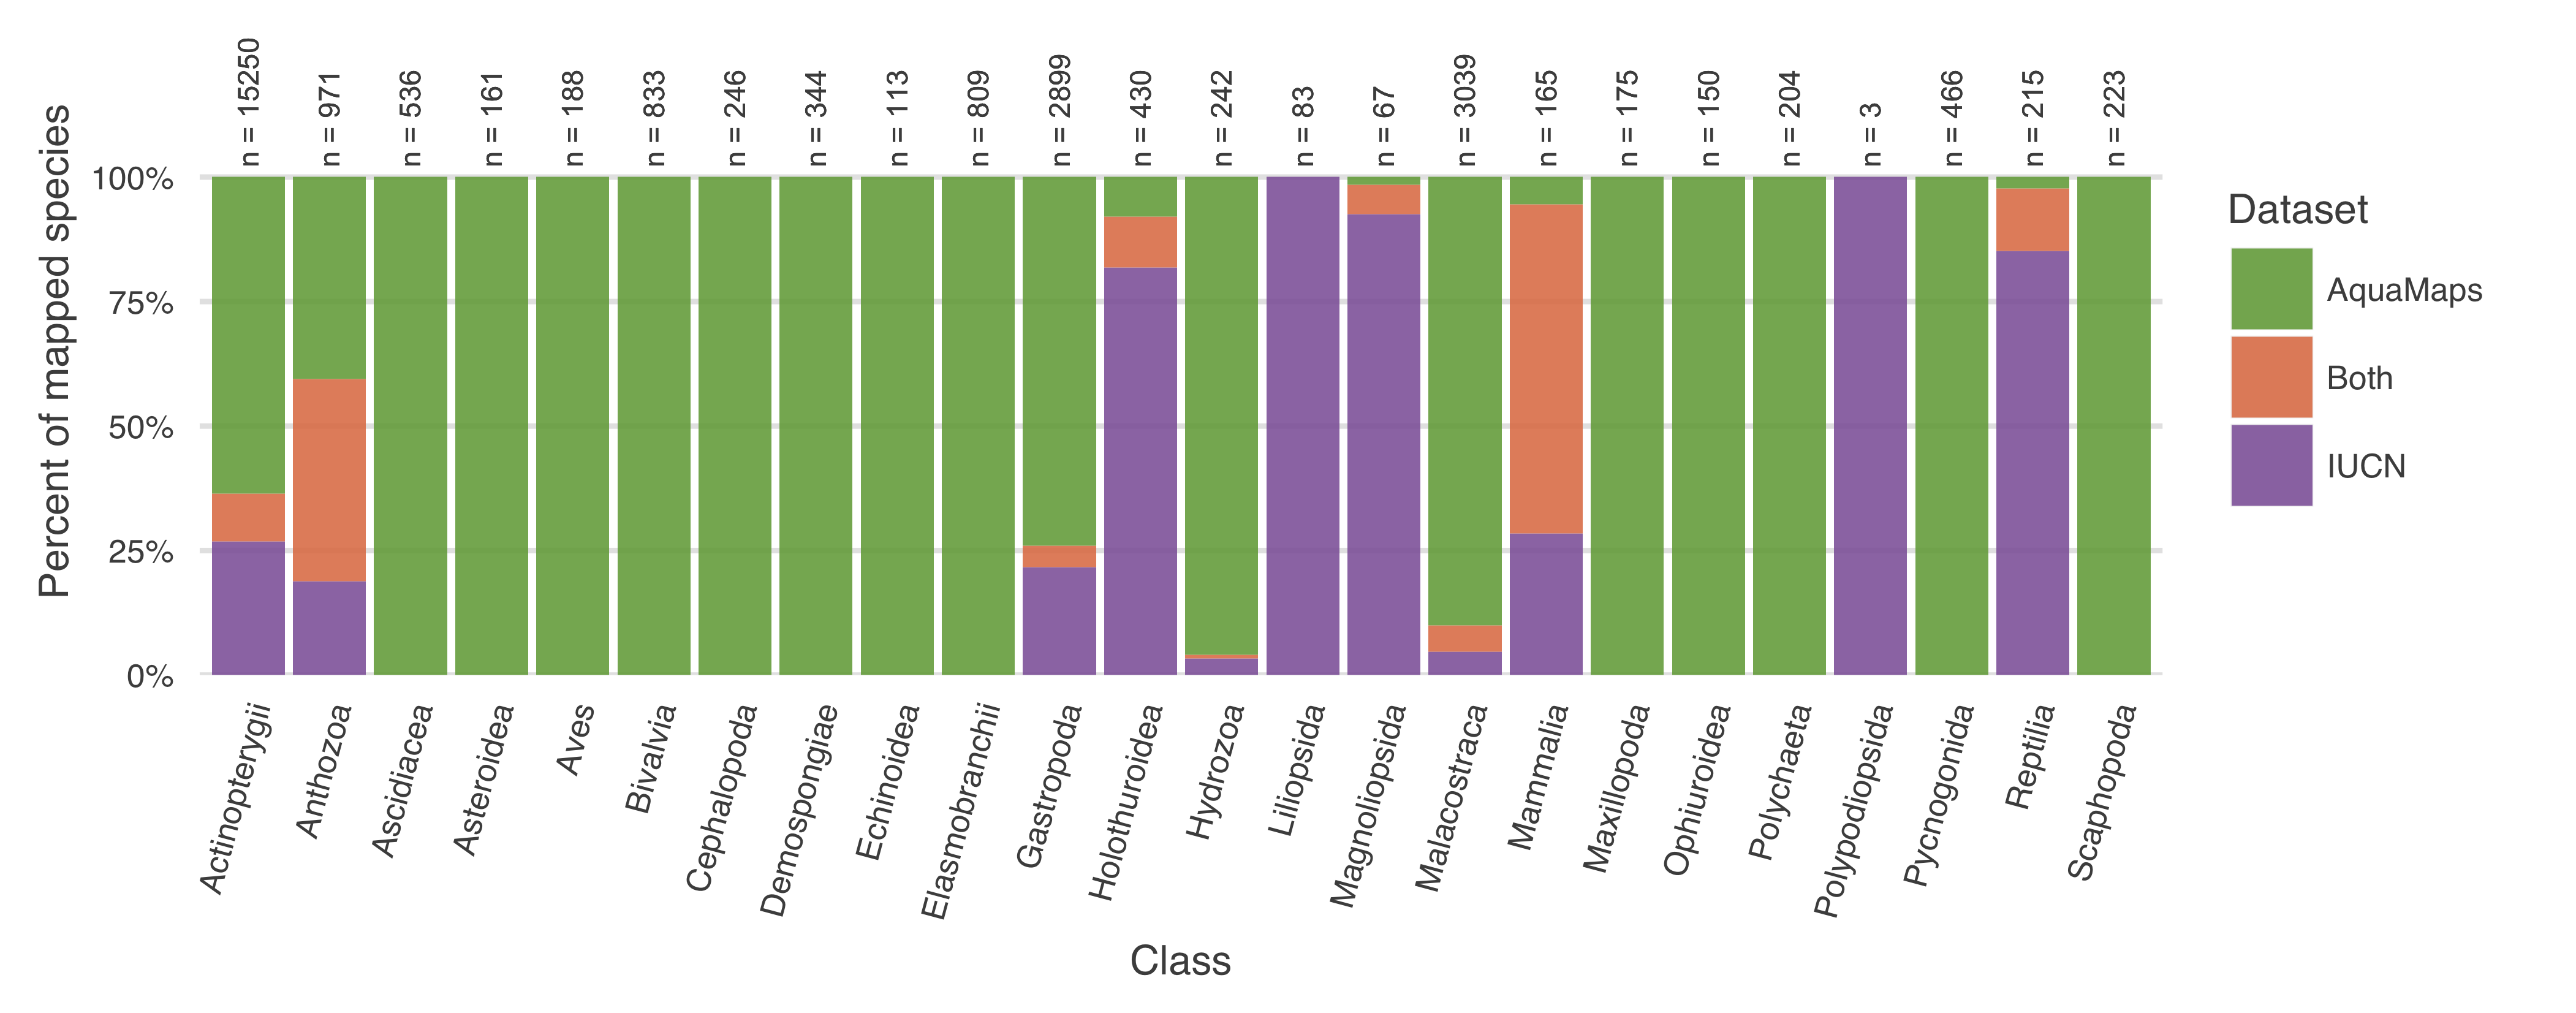 n = 15250
n = 971
n = 536
n = 161
n = 188
n = 833
n = 246
n = 344
n = 113
n = 809
n = 2899
n = 430
n = 242
n = 83
n = 67
n = 3039
n = 165
n = 175
n = 150
n = 204
n = 3
n = 466
n = 215
n = 223
Percent of mapped species
100%
75%
50%
25%
0%
Actinopterygii
Anthozoa
Ascidiacea
Asteroidea
Aves
Bivalvia
Cephalopoda
Demospongiae
Echinoidea
Elasmobranchii
Gastropoda
Holothuroidea
Hydrozoa
Liliopsida
Magnoliopsida
Malacostraca
Mammalia
Maxillopoda
Ophiuroidea
Polychaeta
Polypodiopsida
Pycnogonida
Reptilia
Scaphopoda
Class
Dataset
AquaMaps
Both
IUCN